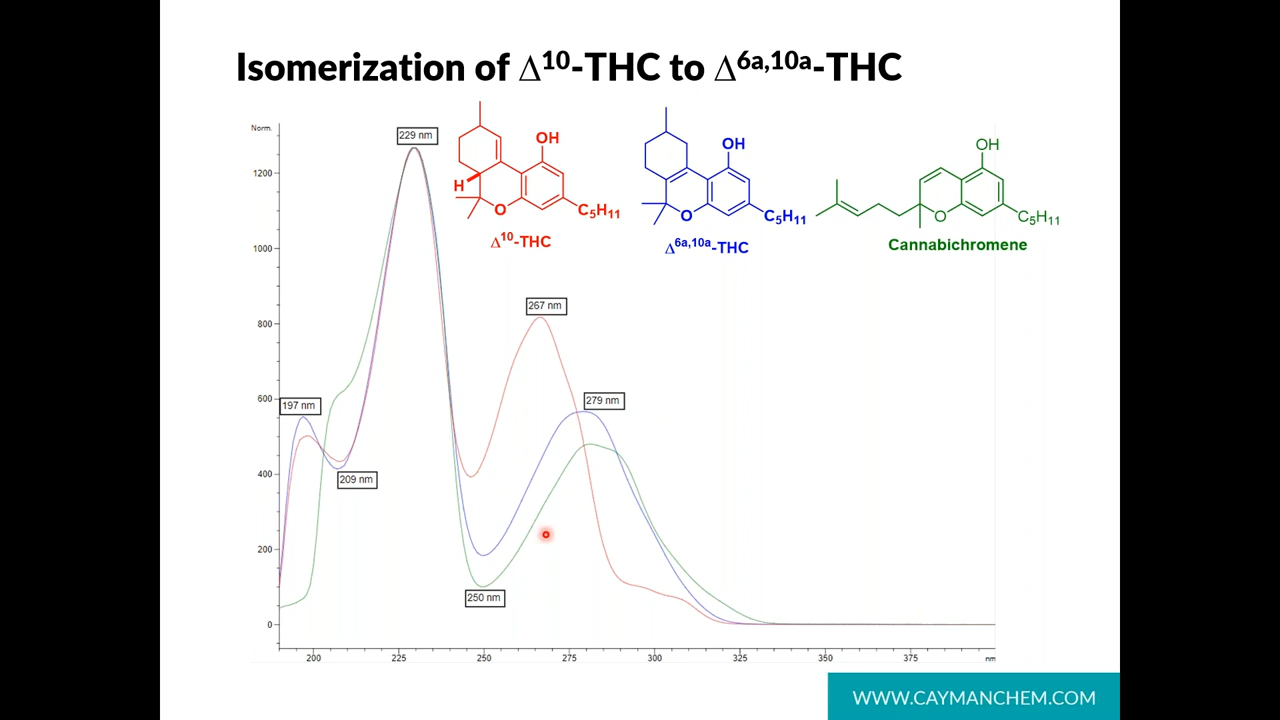 Isomerization of Δ10-THC to Δ6a,10a-THC
Norm.
1200
1000
800
600
400
200
0
200
225
250
275
300
325
350
375
nm
229 nm
267 nm
197 nm
279 nm
209 nm
250 nm
OH
H
O
C5H11
Δ10-THC
OH
O
C5H11
Δ6a,10a-THC
OH
O
C5H11
Cannabichromene
WWW.CAYMANCHEM.COM